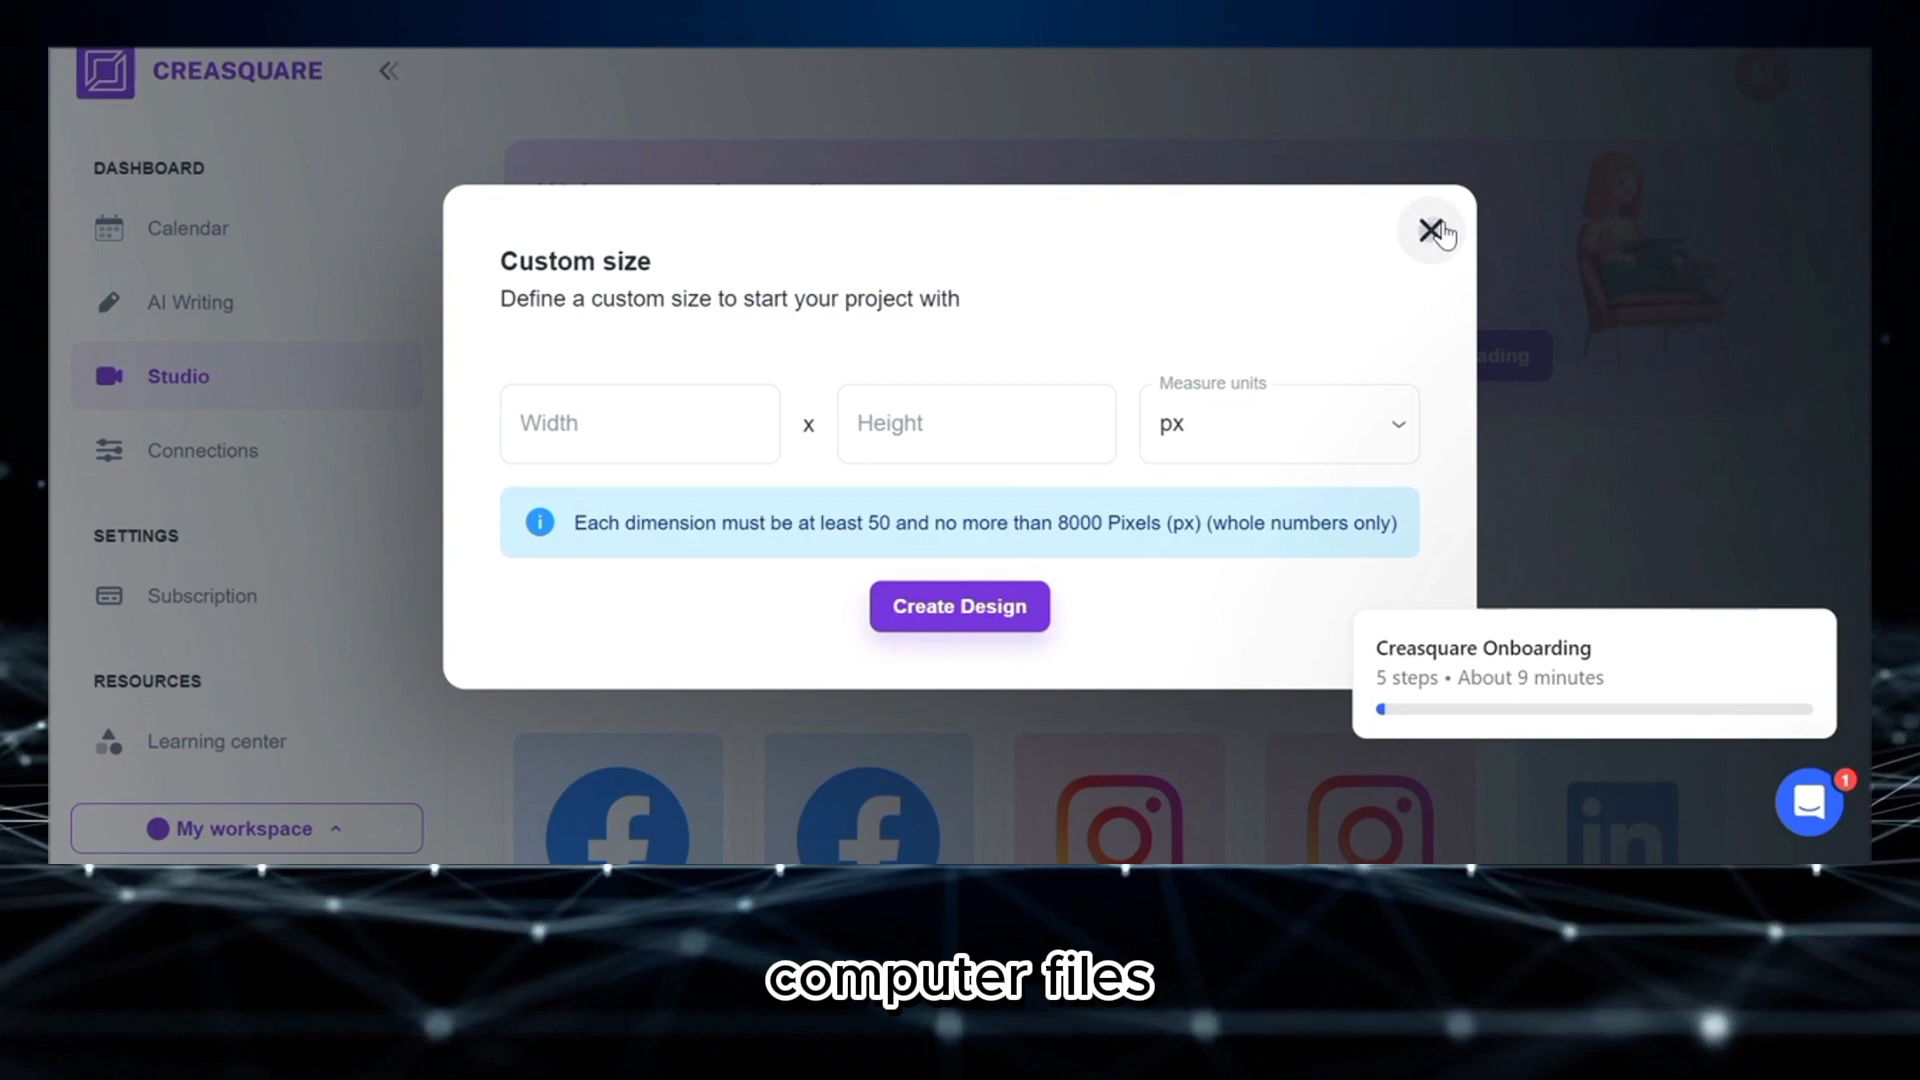 CREASQUARE
DASHBOARD
Calendar
AI Writing
Studio
Connections
SETTINGS
Subscription
RESOURCES
Learning center
My workspace
M
Custom size
Define a custom size to start your project with
Width
x
Height
Measure units
px
Each dimension must be at least 50 and no more than 8000 Pixels (px) (whole numbers only)
Create Design
ading
Creasquare Onboarding
5 steps • About 9 minutes
1
in
computer files